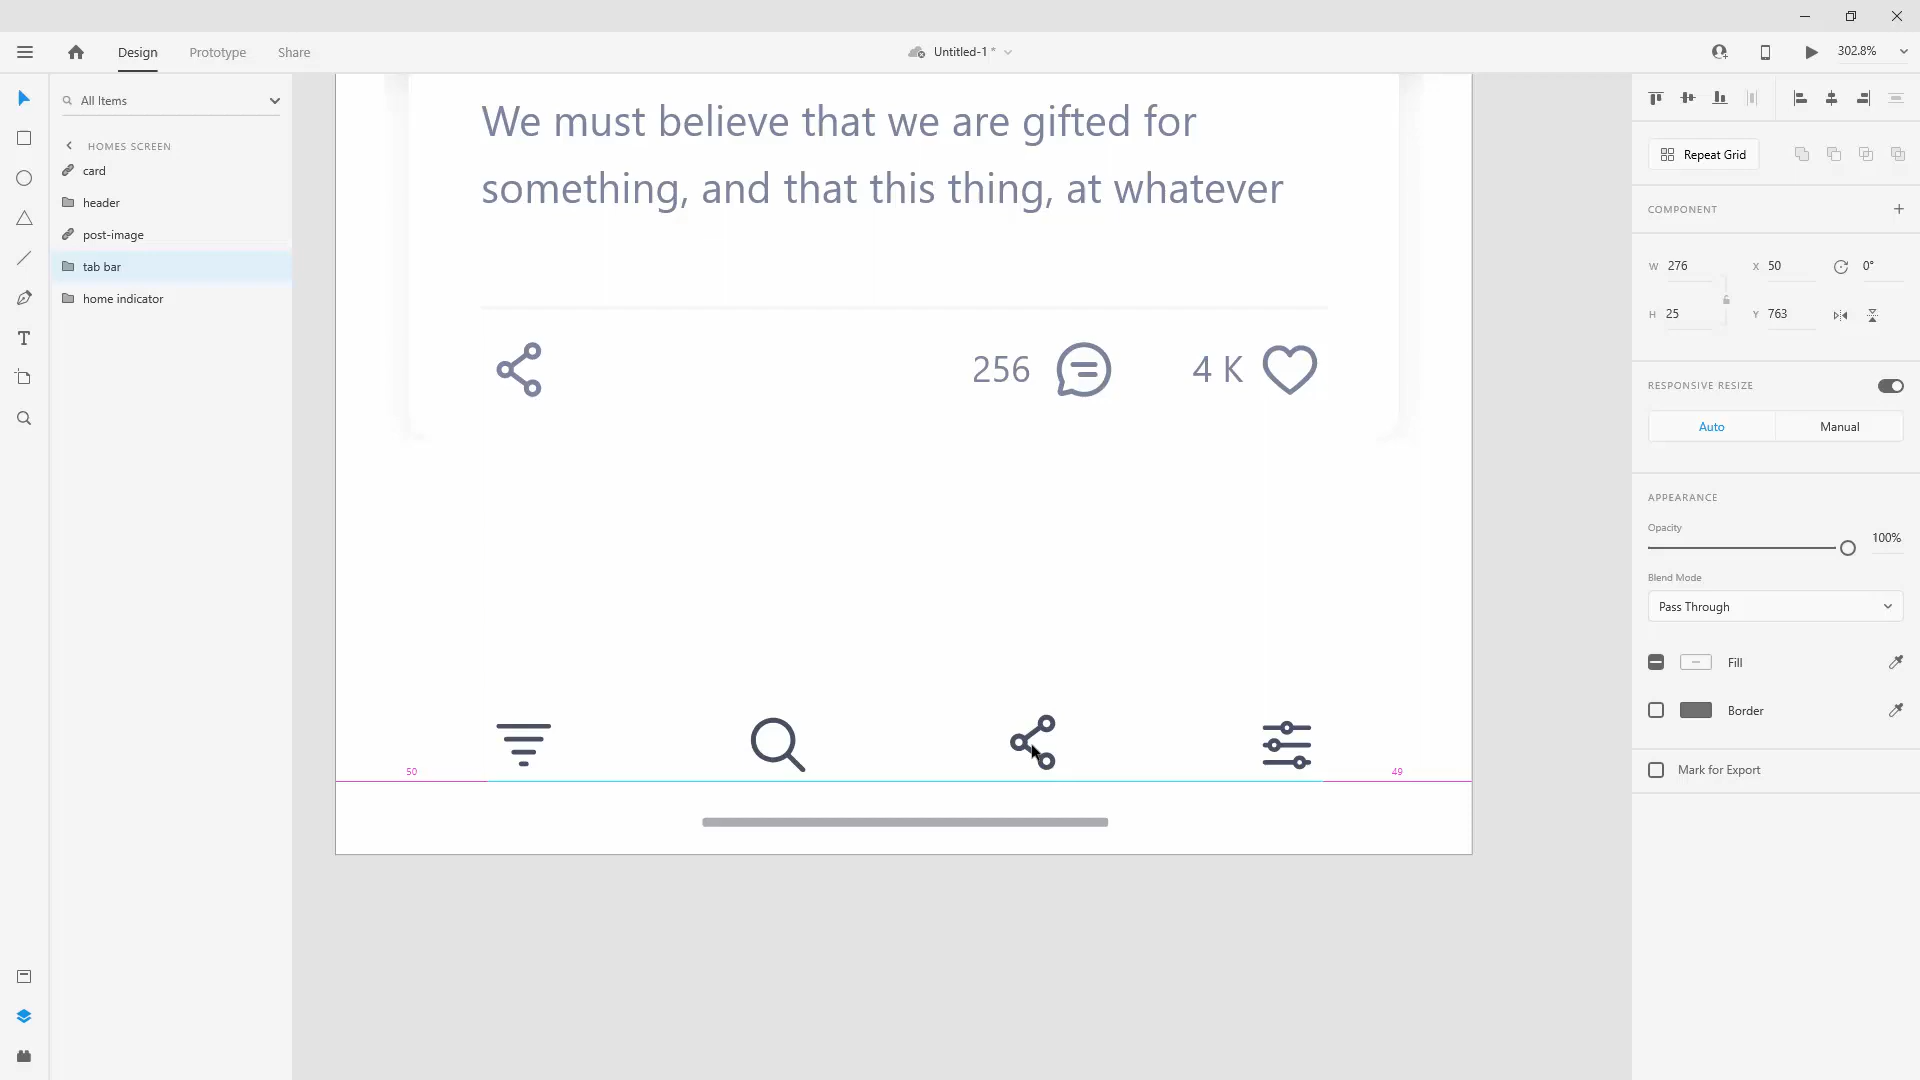 Design
Prototype
Share
Untitled-1 *
302.8%
All Items
HOMES SCREEN
card
header
post-image
tab bar
home indicator
We must believe that we are gifted for
something, and that this thing, at whatever
256
4 K
50
49
Repeat Grid
COMPONENT
W 276
X 50
0°
H 25
Y 763
RESPONSIVE RESIZE
Auto
Manual
APPEARANCE
Opacity
100%
Blend Mode
Pass Through
Fill
Border
Mark for Export